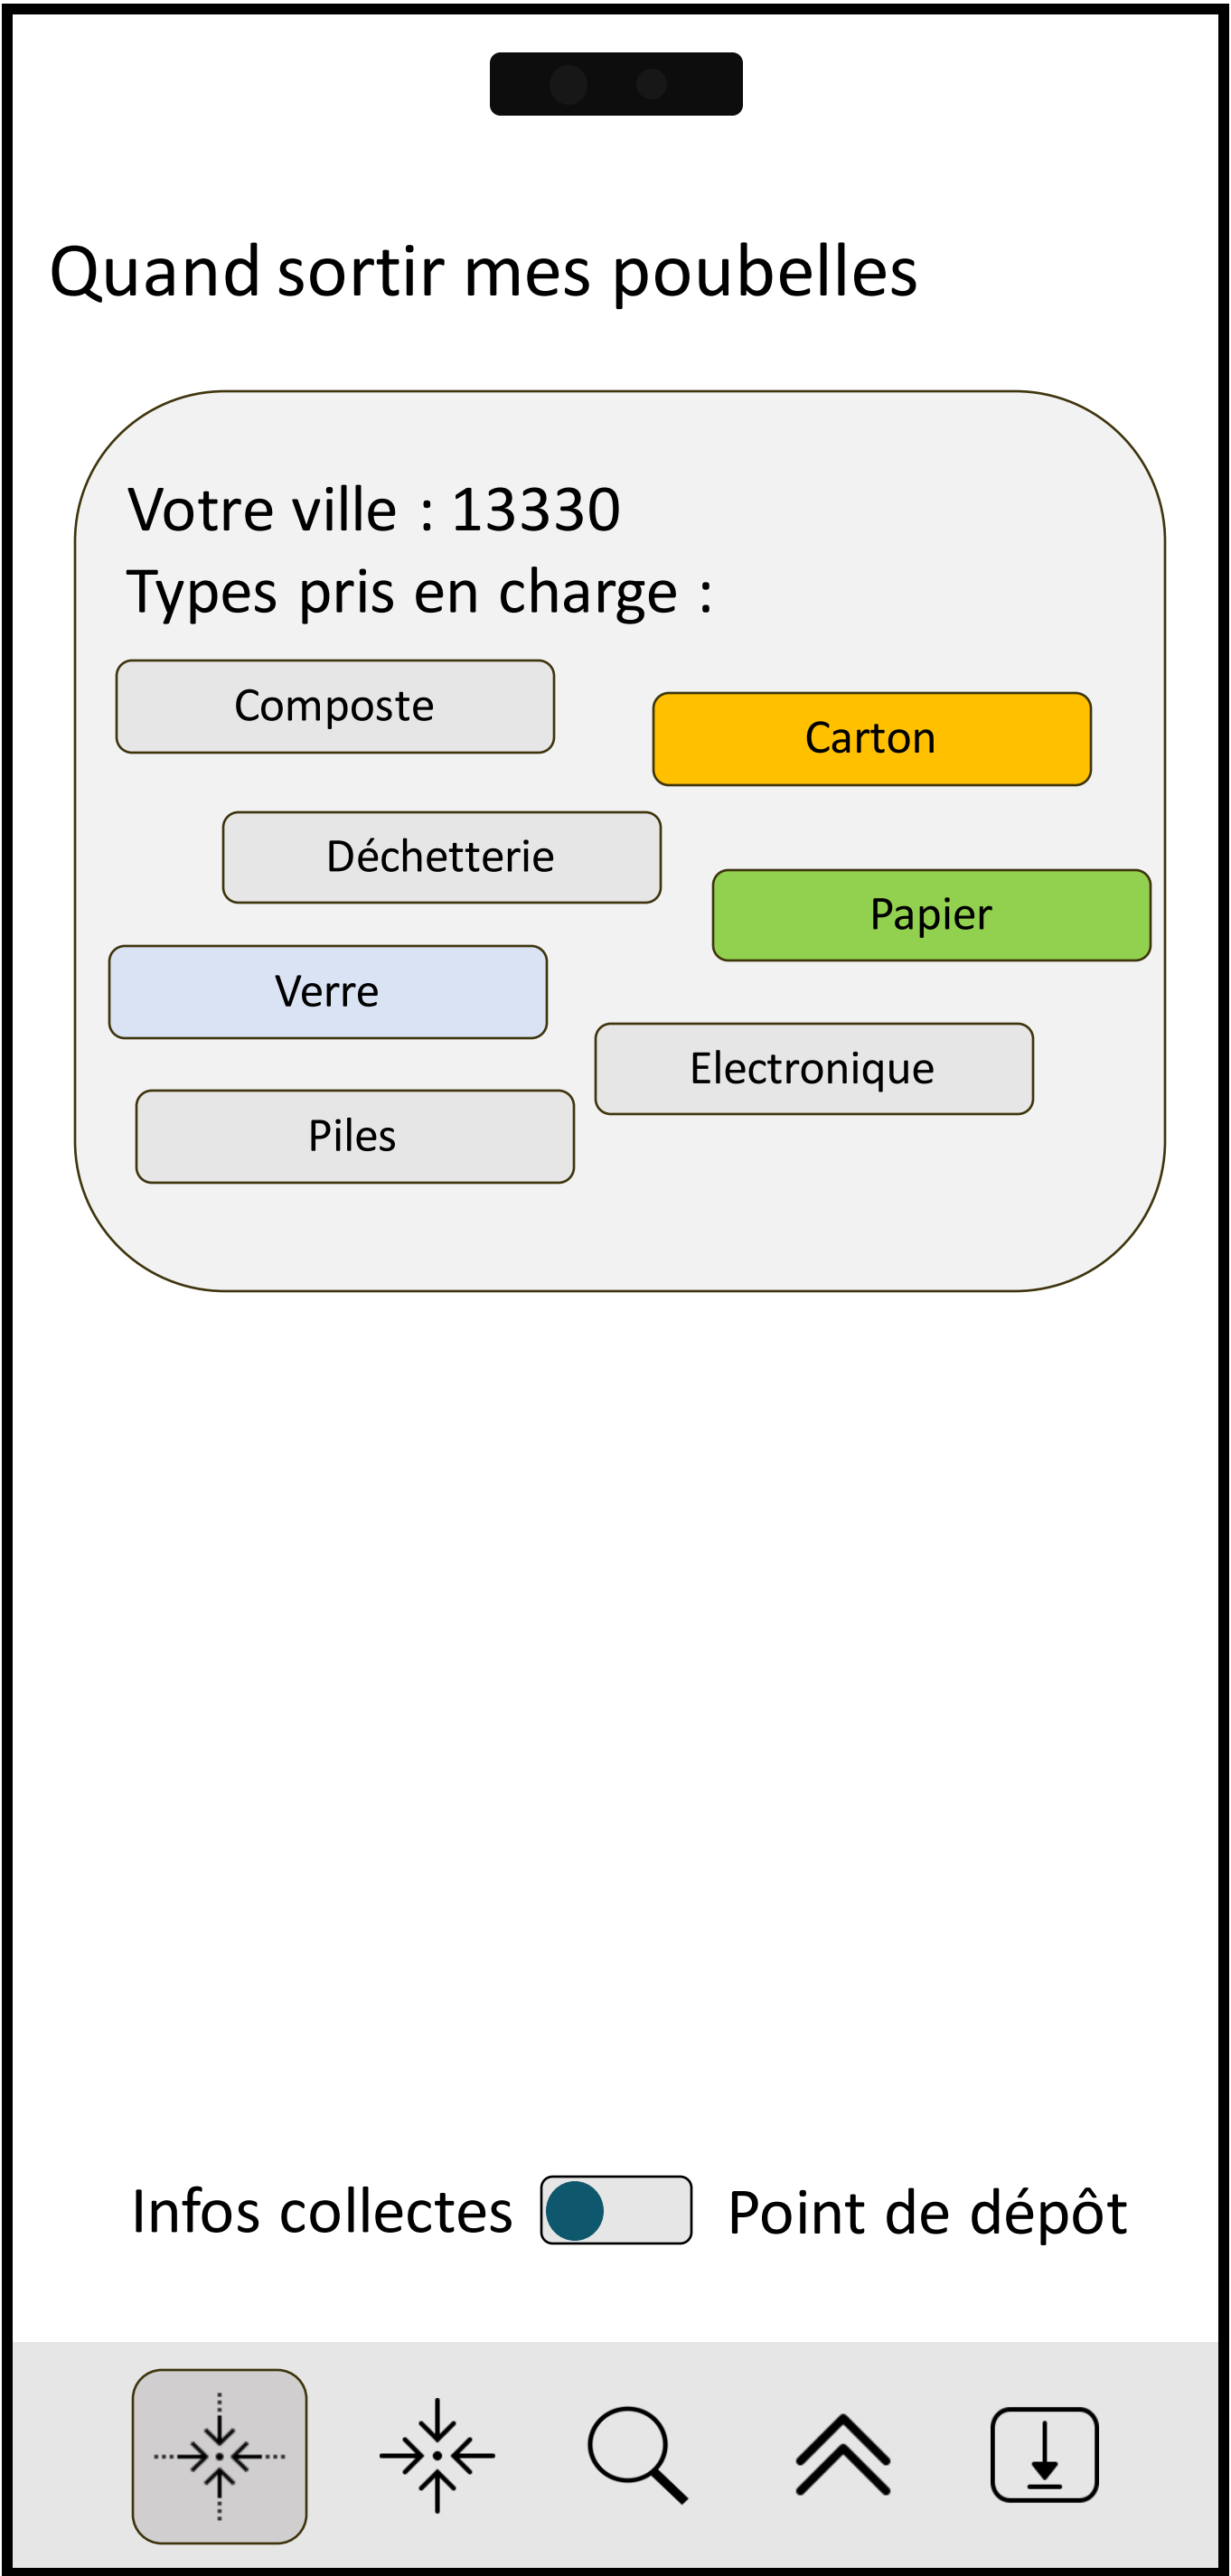 Quand sortir mes poubelles
Votre ville : 13330
Types pris en charge :
Composte
Carton
Déchetterie
Papier
Verre
Electronique
Piles
Infos collectes
Point de dépôt